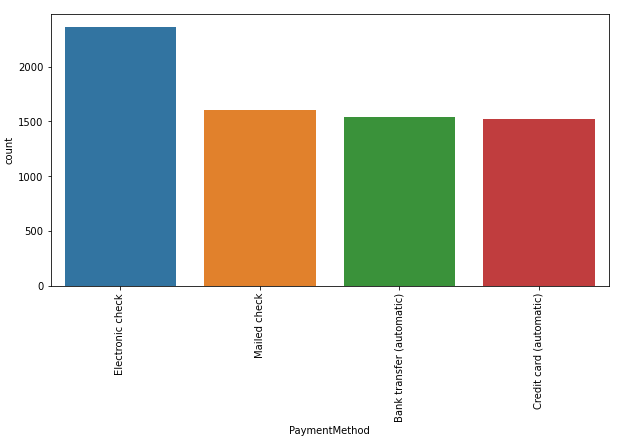 2000
1500
1000
500
0
count
Electronic check
Mailed check
Bank transfer (automatic)
Credit card (automatic)
PaymentMethod